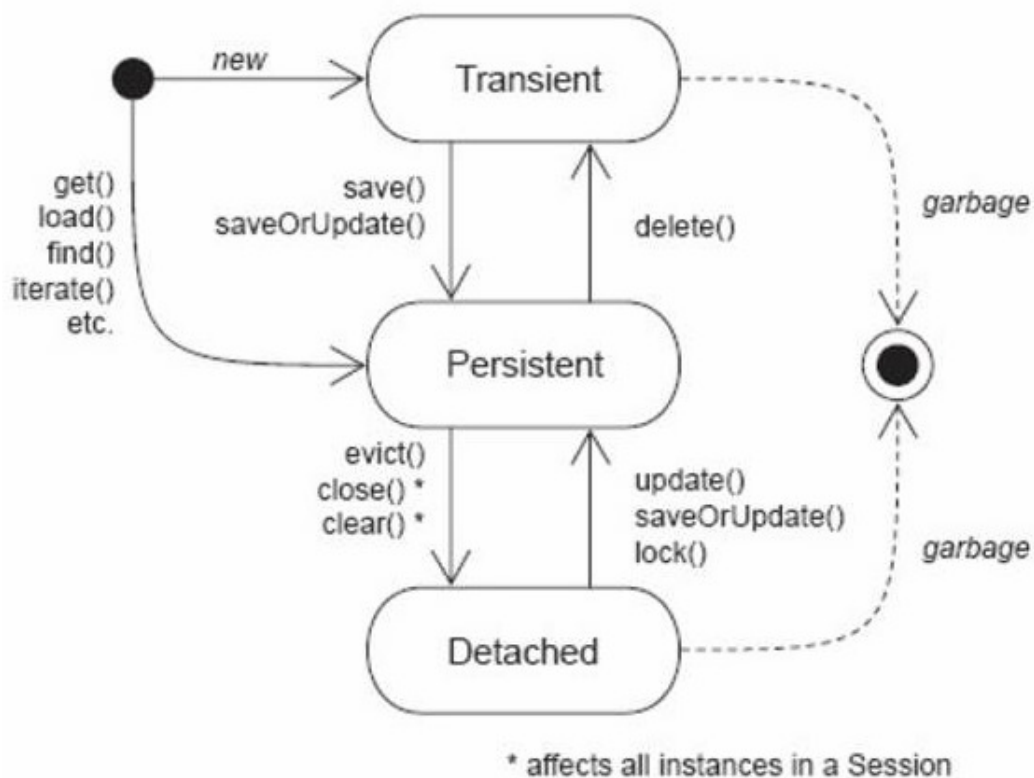 new
Transient
get()
load()
find()
iterate()
etc.
save()
saveOrUpdate()
delete()
garbage
Persistent
evict()
close() *
clear() *
update()
saveOrUpdate()
lock()
garbage
Detached
* affects all instances in a Session